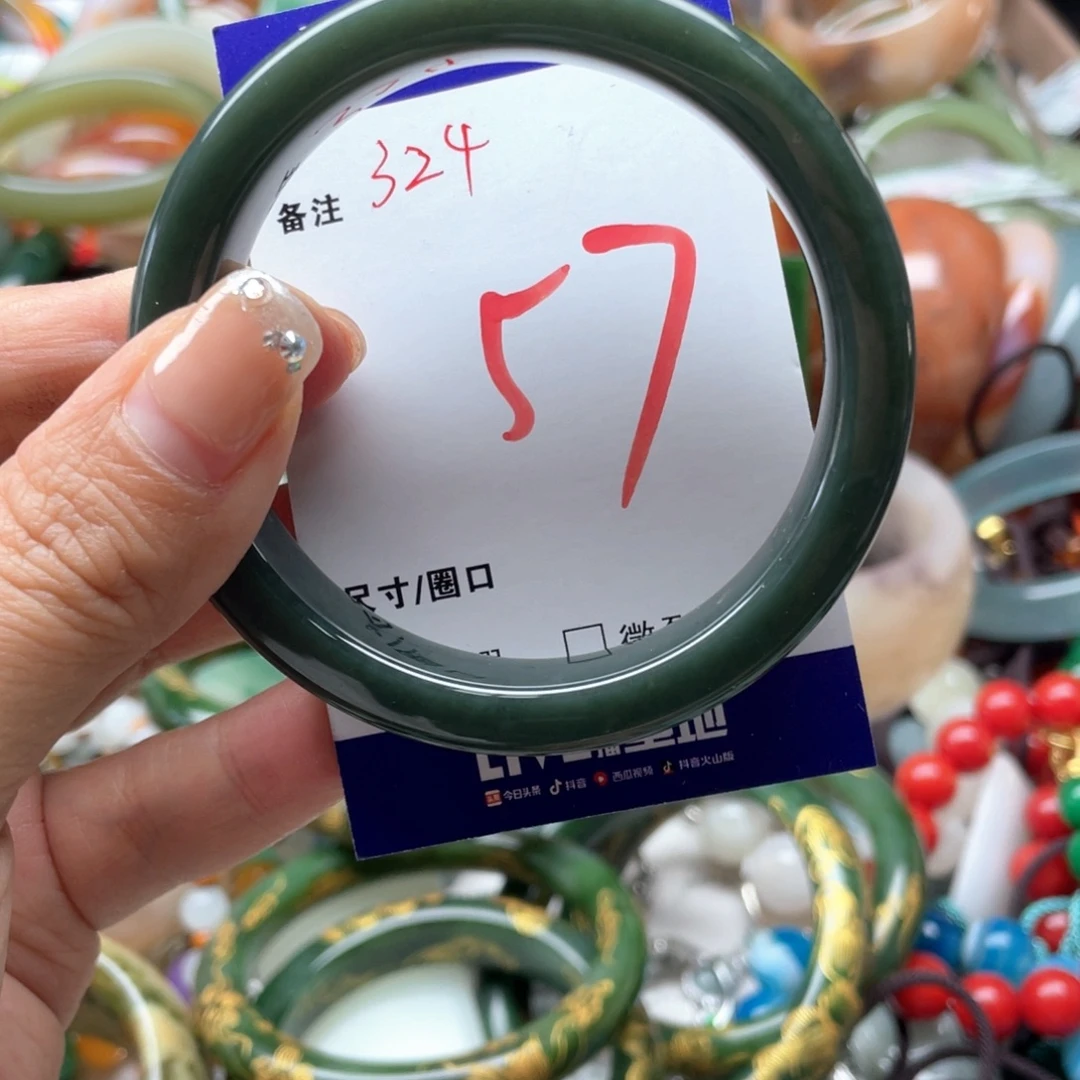 备注 324
57
尺寸/圈口
今日头条 抖音 西瓜视频 抖音火山版